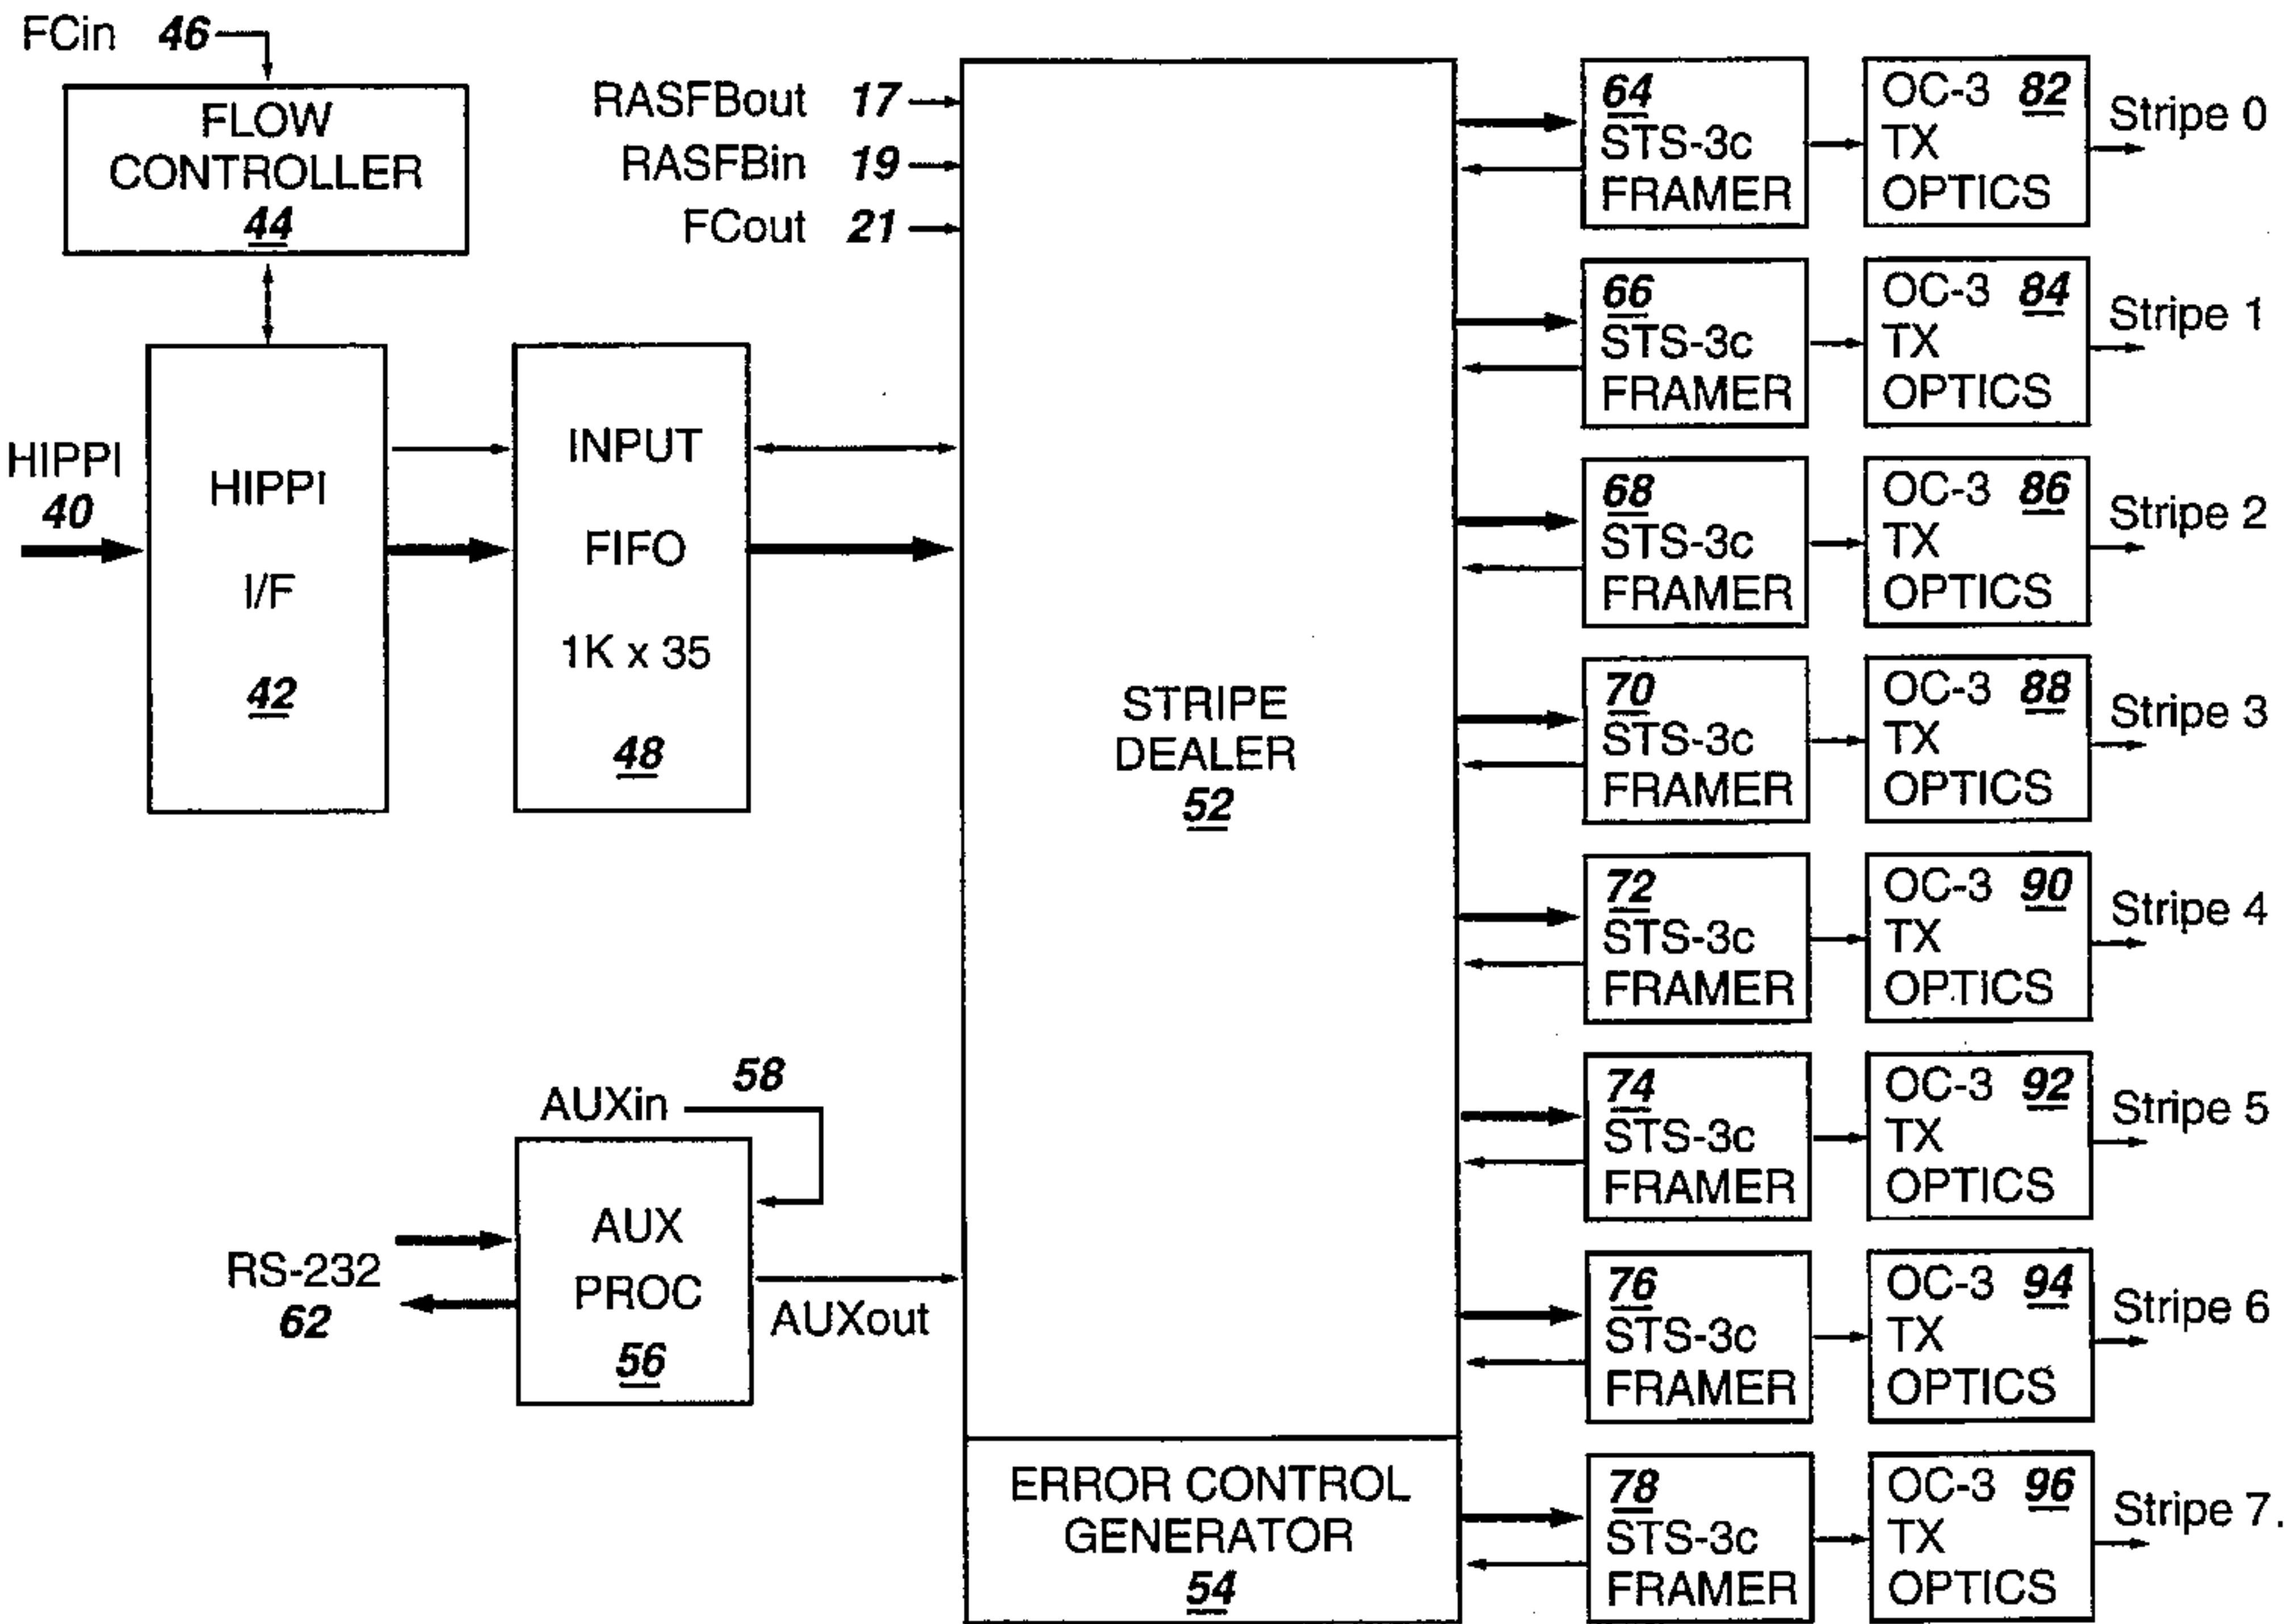 FCin 46
FLOW
CONTROLLER
44
HIPPI
40
HIPPI
I/F
42
INPUT
FIFO
1K x 35
48
RASFBout 17
RASFBin 19
FCout 21
STRIPE
DEALER
52
AUXin 58
RS-232
62
AUX
PROC
56
AUXout
ERROR CONTROL
GENERATOR
54
64
STS-3c
FRAMER
OC-3 82
TX
OPTICS
Stripe 0
66
STS-3c
FRAMER
OC-3 84
TX
OPTICS
Stripe 1
68
STS-3c
FRAMER
OC-3 86
TX
OPTICS
Stripe 2
70
STS-3c
FRAMER
OC-3 88
TX
OPTICS
Stripe 3
72
STS-3c
FRAMER
OC-3 90
TX
OPTICS
Stripe 4
74
STS-3c
FRAMER
OC-3 92
TX
OPTICS
Stripe 5
76
STS-3c
FRAMER
OC-3 94
TX
OPTICS
Stripe 6
78
STS-3c
FRAMER
OC-3 96
TX
OPTICS
Stripe 7.